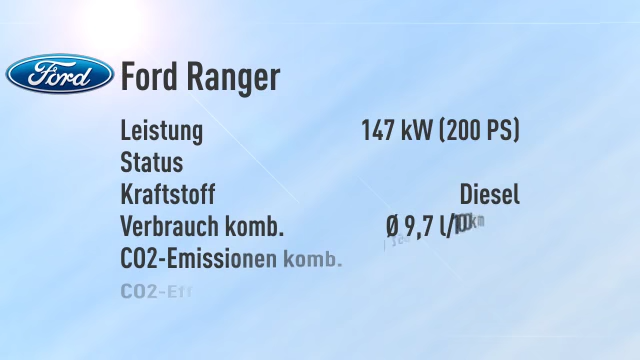 Ford Ford Ranger
Leistung 147 kW (200 PS)
Status
Kraftstoff Diesel
Verbrauch komb. Ø 9,7 l/
CO2-Emissionen komb.